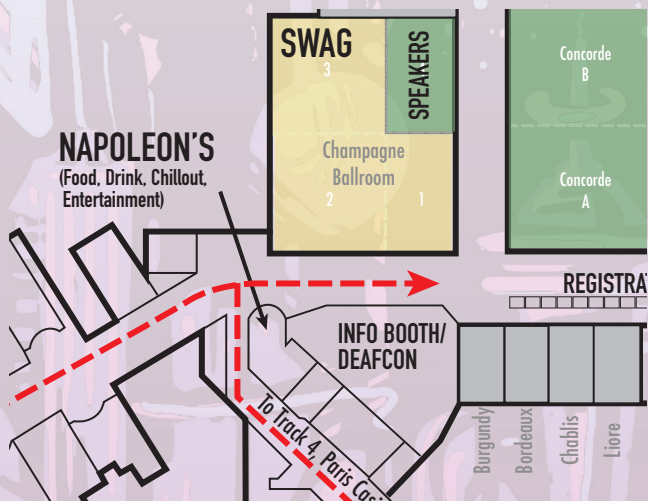 SWAG
3
SPEAKERS
Concorde
B
NAPOLEON'S
(Food, Drink, Chillout,
Entertainment)
Champagne
Ballroom
2
1
Concorde
A
REGISTRA
INFO BOOTH/
DEAFCON
To Track 4, Paris Casi
Burgundy
Bordeaux
Chablis
Liore